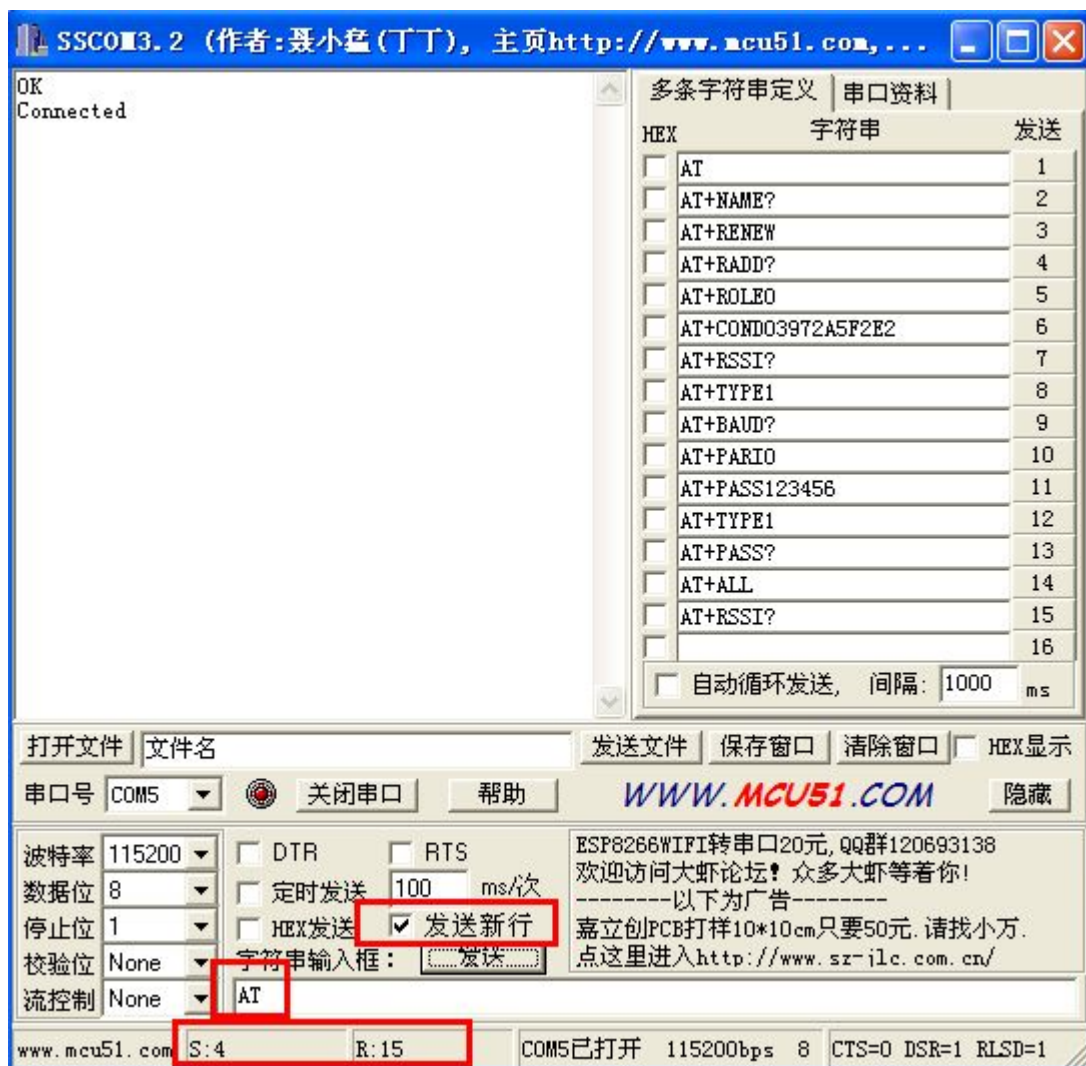 SSCOM3.2 (作者:聂小猛(丁丁), 主页http://www.mcu51.com,...
OK
Connected
多条字符串定义 串口资料
HEX 字符串 发送
AT 1
AT+NAME? 2
AT+RENEW 3
AT+RADD? 4
AT+ROLE0 5
AT+COND03972A5F2E2 6
AT+RSSI? 7
AT+TYPE1 8
AT+BAUD? 9
AT+PARI0 10
AT+PASS123456 11
AT+TYPE1 12
AT+PASS? 13
AT+ALL 14
AT+RSSI? 15
16
自动循环发送, 间隔: 1000 ms
打开文件 文件名 发送文件 保存窗口 清除窗口 HEX显示
串口号 COM5 关闭串口 帮助 WWW.MCU51.COM 隐藏
波特率 115200 DTR RTS
数据位 8 定时发送 100 ms/次
停止位 1 HEX发送 发送新行
校验位 None 字符串输入框: 发送
流控制 None AT
ESP8266WIFI转串口20元,QQ群120693138
欢迎访问大虾论坛! 众多大虾等着你!
--------以下为广告--------
嘉立创PCB打样10*10cm只要50元.请找小万.
点这里进入http://www.sz-jlc.com.cn/
www.mcu51.com S:4 R:15 COM5已打开 115200bps 8 CTS=0 DSR=1 RLSD=1